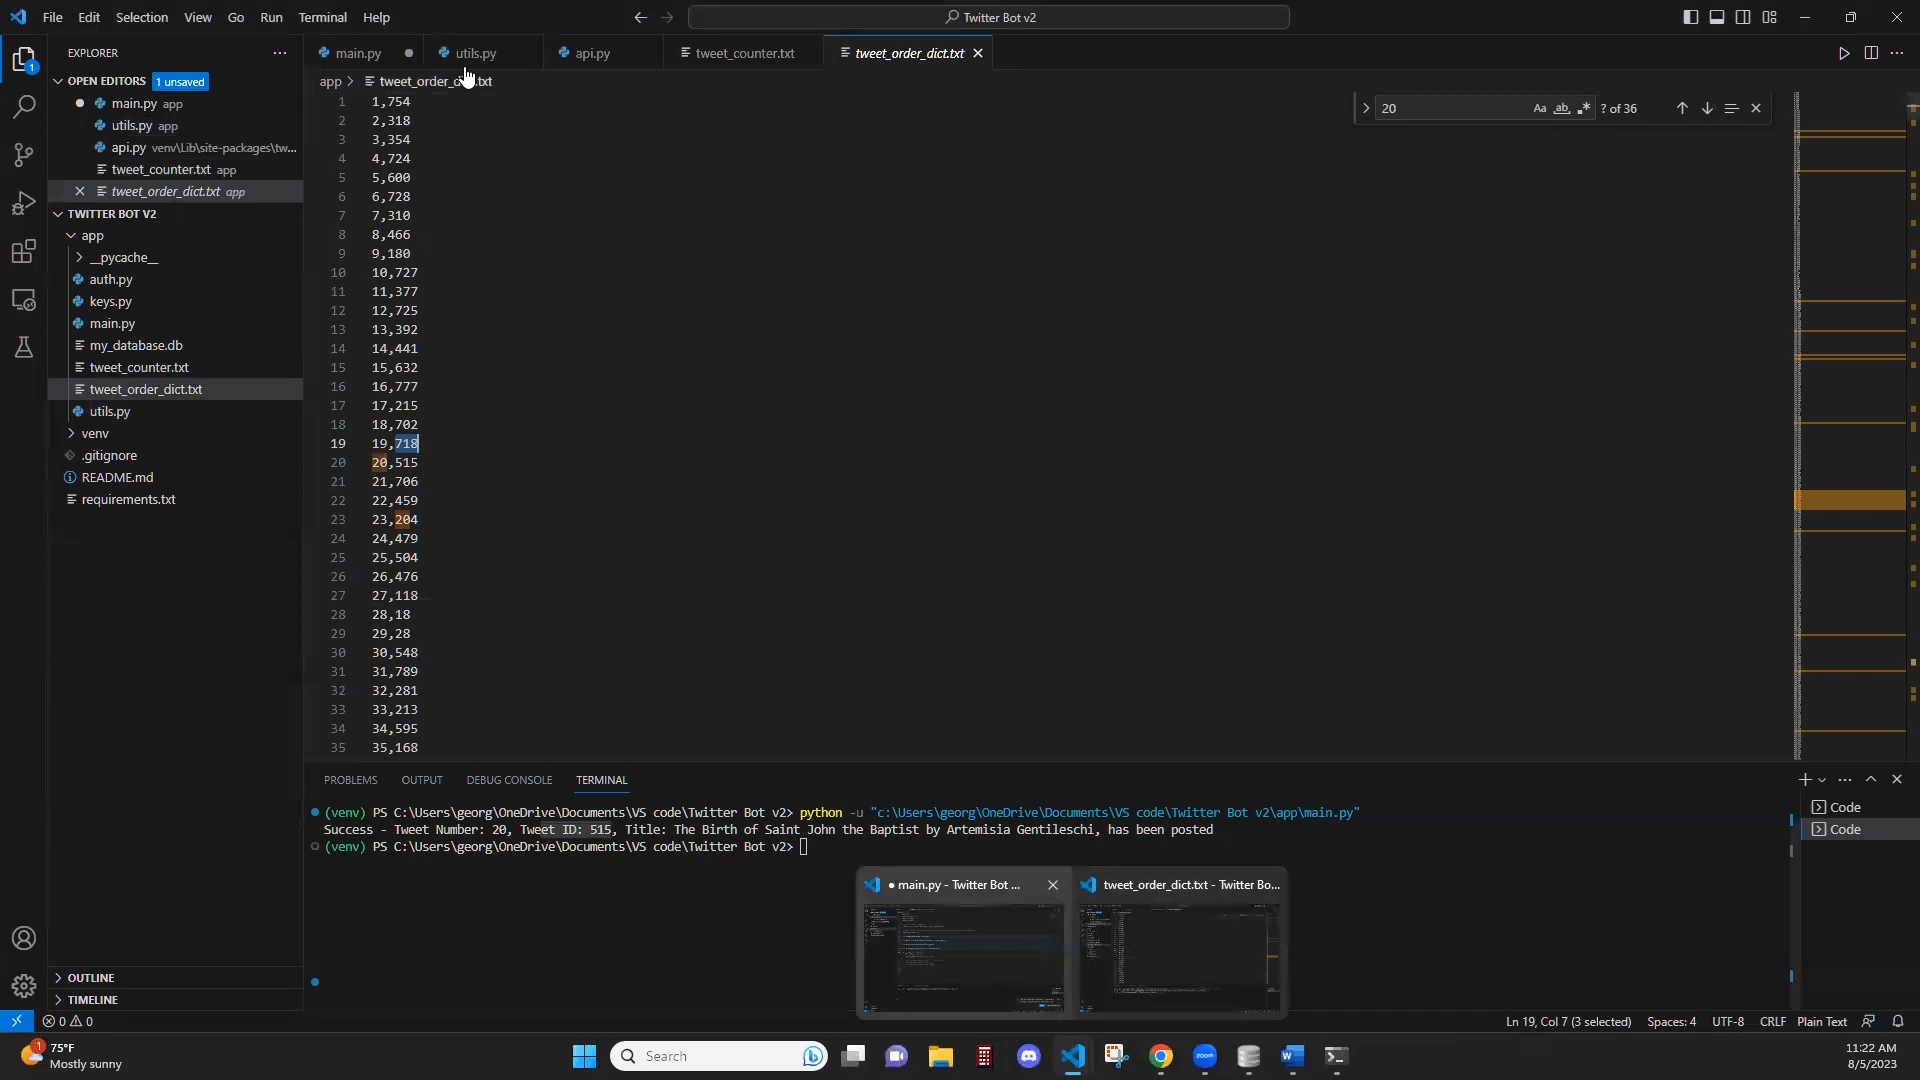 File Edit Selection View Go Run Terminal Help
Twitter Bot v2
EXPLORER
main.py
utils.py
api.py
tweet_counter.txt
tweet_order_dict.txt
OPEN EDITORS 1 unsaved
main.py app
utils.py app
api.py venv\Lib\site-packages\tw...
tweet_counter.txt app
tweet_order_dict.txt app
TWITTER BOT V2
app
__pycache__
auth.py
keys.py
main.py
my_database.db
tweet_counter.txt
tweet_order_dict.txt
utils.py
venv
.gitignore
README.md
requirements.txt
OUTLINE
TIMELINE
1
app > tweet_order_d .txt
20 Aa ab ? of 36
1 1,754
2 2,318
3 3,354
4 4,724
5 5,600
6 6,728
7 7,310
8 8,466
9 9,180
10 10,727
11 11,377
12 12,725
13 13,392
14 14,441
15 15,632
16 16,777
17 17,215
18 18,702
19 19,718
20 20,515
21 21,706
22 22,459
23 23,204
24 24,479
25 25,504
26 26,476
27 27,118
28 28,18
29 29,28
30 30,548
31 31,789
32 32,281
33 33,213
34 34,595
35 35,168
PROBLEMS OUTPUT DEBUG CONSOLE TERMINAL
(venv) PS C:\Users\georg\OneDrive\Documents\VS code\Twitter Bot v2> python -u "c:\Users\georg\OneDrive\Documents\VS code\Twitter Bot v2\app\main.py"
Success - Tweet Number: 20, Tweet ID: 515, Title: The Birth of Saint John the Baptist by Artemisia Gentileschi, has been posted
(venv) PS C:\Users\georg\OneDrive\Documents\VS code\Twitter Bot v2>
Code
Code
● main.py - Twitter Bot ...
tweet_order_dict.txt - Twitter Bo...
0 0
Ln 19, Col 7 (3 selected) Spaces: 4 UTF-8 CRLF Plain Text
1
75°F
Mostly sunny
Search
zoom
W
11:22 AM
8/5/2023